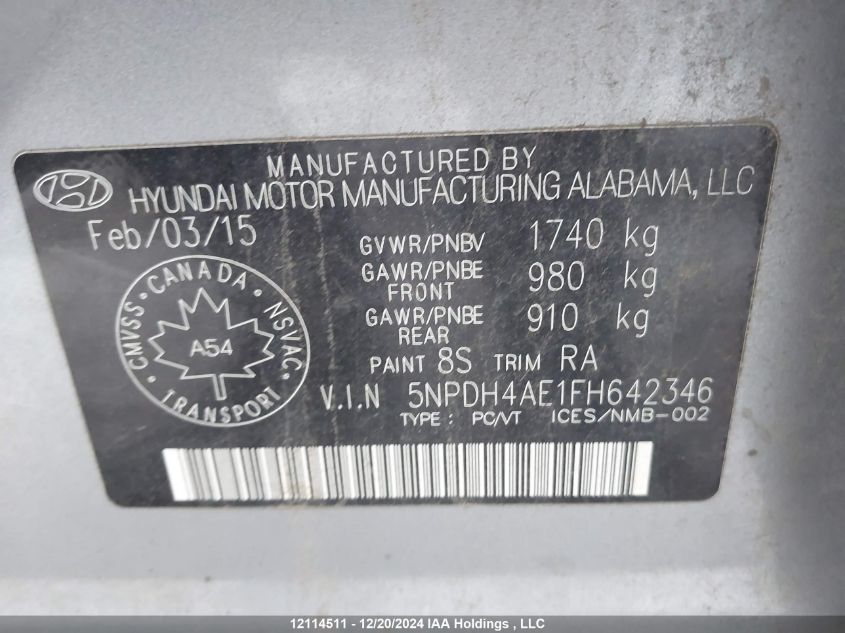 MANUFACTURED BY
HYUNDAI MOTOR MANUFACTURING ALABAMA, LLC
Feb/03/15
GVWR/PNBV 1740 kg
GAWR/PNBE FRONT 980 kg
GAWR/PNBE REAR 910 kg
PAINT 8S TRIM RA
V.I.N 5NPDH4AE1FH642346
TYPE: PC/VT ICES/NMB-002
CANADA · NSVAC · TRANSPORT · CMVSS ·
A54
12114511 - 12/20/2024 IAA Holdings , LLC